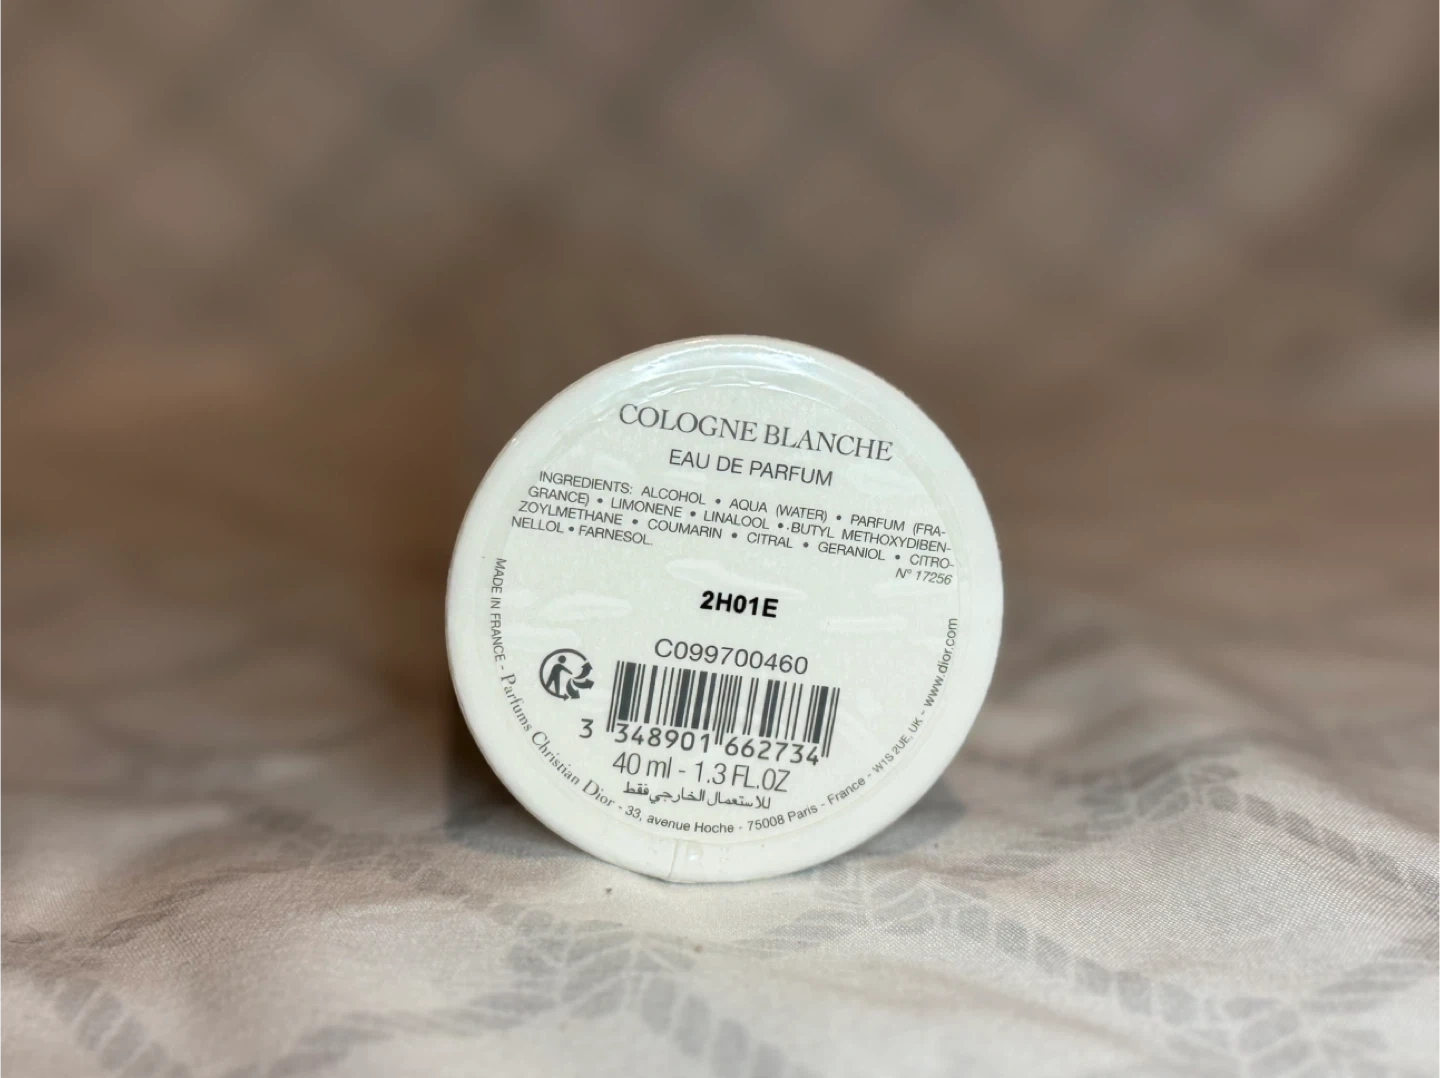 COLOGNE BLANCHE
EAU DE PARFUM
INGREDIENTS: ALCOHOL • AQUA (WATER) • PARFUM (FRA-
GRANCE) • LIMONENE • LINALOOL • BUTYL METHOXYDIBEN-
ZOYLMETHANE • COUMARIN • CITRAL • GERANIOL • CITRO-
NELLOL • FARNESOL.
N° 17256
2H01E
C099700460
3 348901 662734
40 ml - 1.3 FL.OZ
للاستعمال الخارجي فقط
MADE IN FRANCE - Parfums Christian Dior - 33, avenue Hoche - 75008 Paris - France - W1S 2UE, UK - www.dior.com